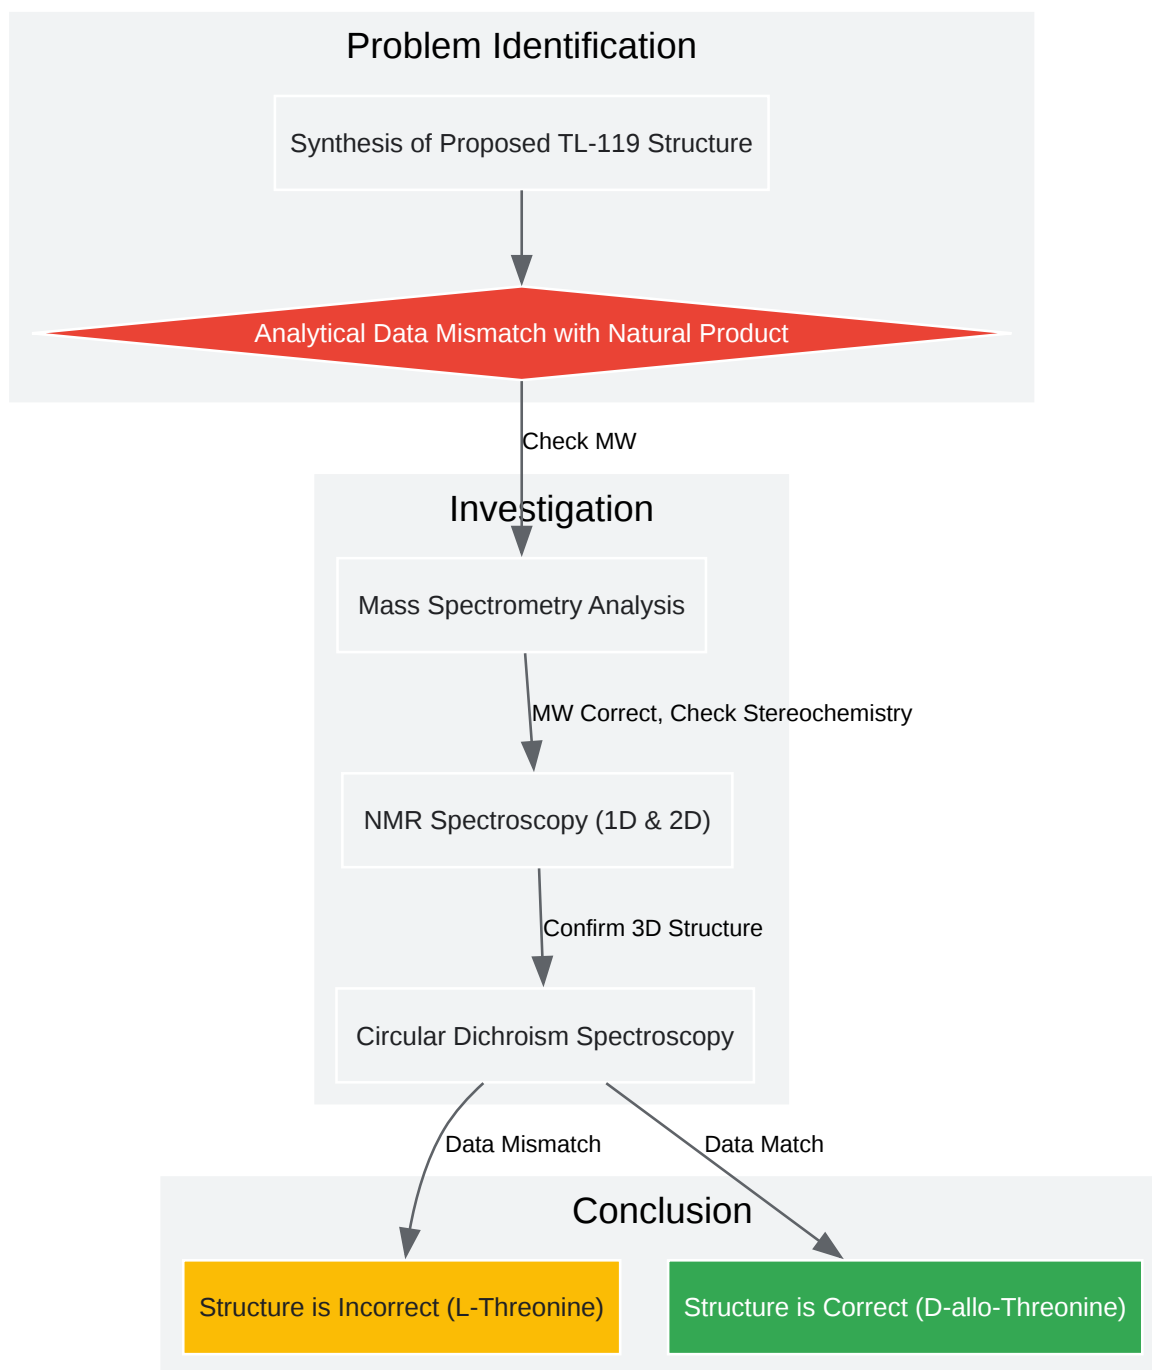 Problem Identification
Synthesis of Proposed TL-119 Structure
Analytical Data Mismatch with Natural Product
Check MW
Investigation
Mass Spectrometry Analysis
MW Correct, Check Stereochemistry
NMR Spectroscopy (1D & 2D)
Confirm 3D Structure
Circular Dichroism Spectroscopy
Data Mismatch
Data Match
Conclusion
Structure is Incorrect (L-Threonine)
Structure is Correct (D-allo-Threonine)